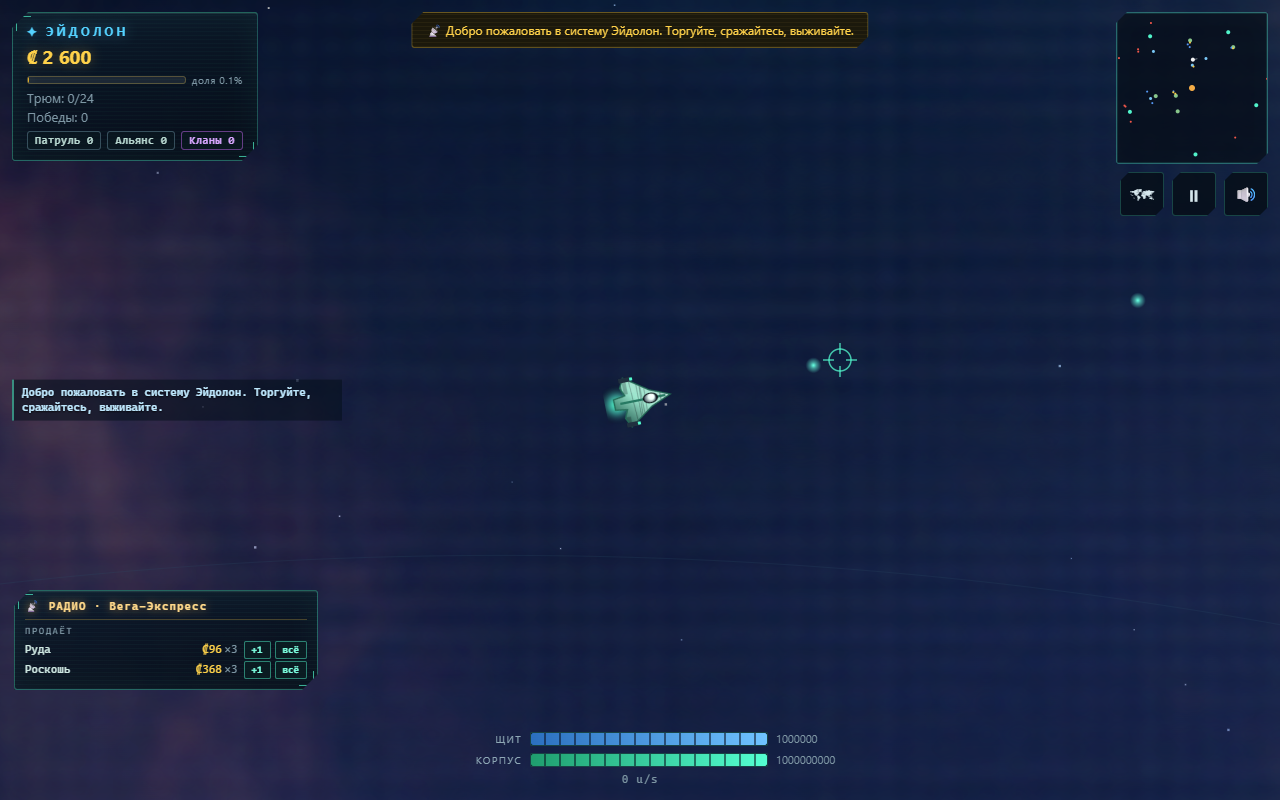 ЭЙДОЛОН
₡ 2 600
доля 0.1%
Трюм: 0/24
Победы: 0
Патруль 0 Альянс 0 Кланы 0
Добро пожаловать в систему Эйдолон. Торгуйте, сражайтесь, выживайте.
Добро пожаловать в систему Эйдолон. Торгуйте,
сражайтесь, выживайте.
РАДИО · Вега-Экспресс
ПРОДАЁТ
Руда ₡96 ×3 +1 всё
Роскошь ₡368 ×3 +1 всё
ЩИТ 1000000
КОРПУС 1000000000
0 u/s